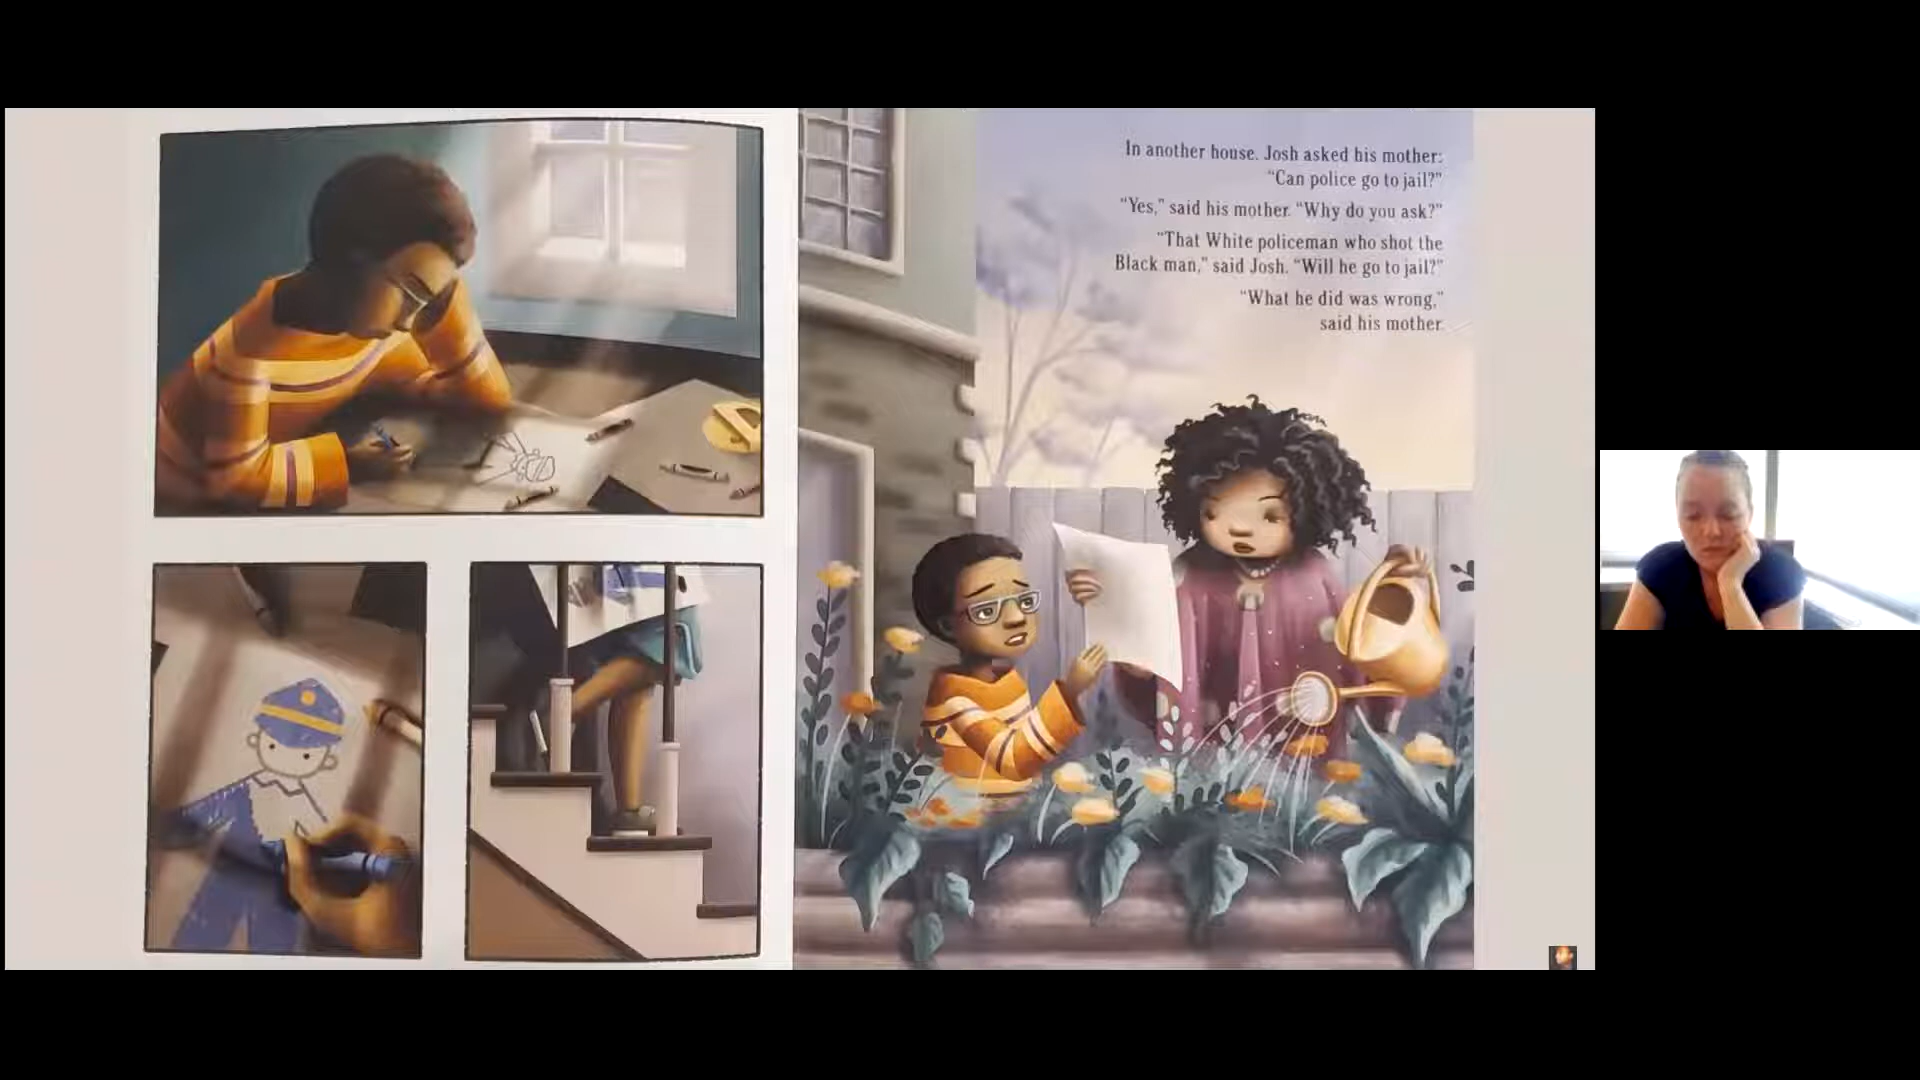 In another house, Josh asked his mother:
"Can police go to jail?"
"Yes," said his mother. "Why do you ask?"
"That White policeman who shot the
Black man," said Josh. "Will he go to jail?"
"What he did was wrong,"
said his mother.